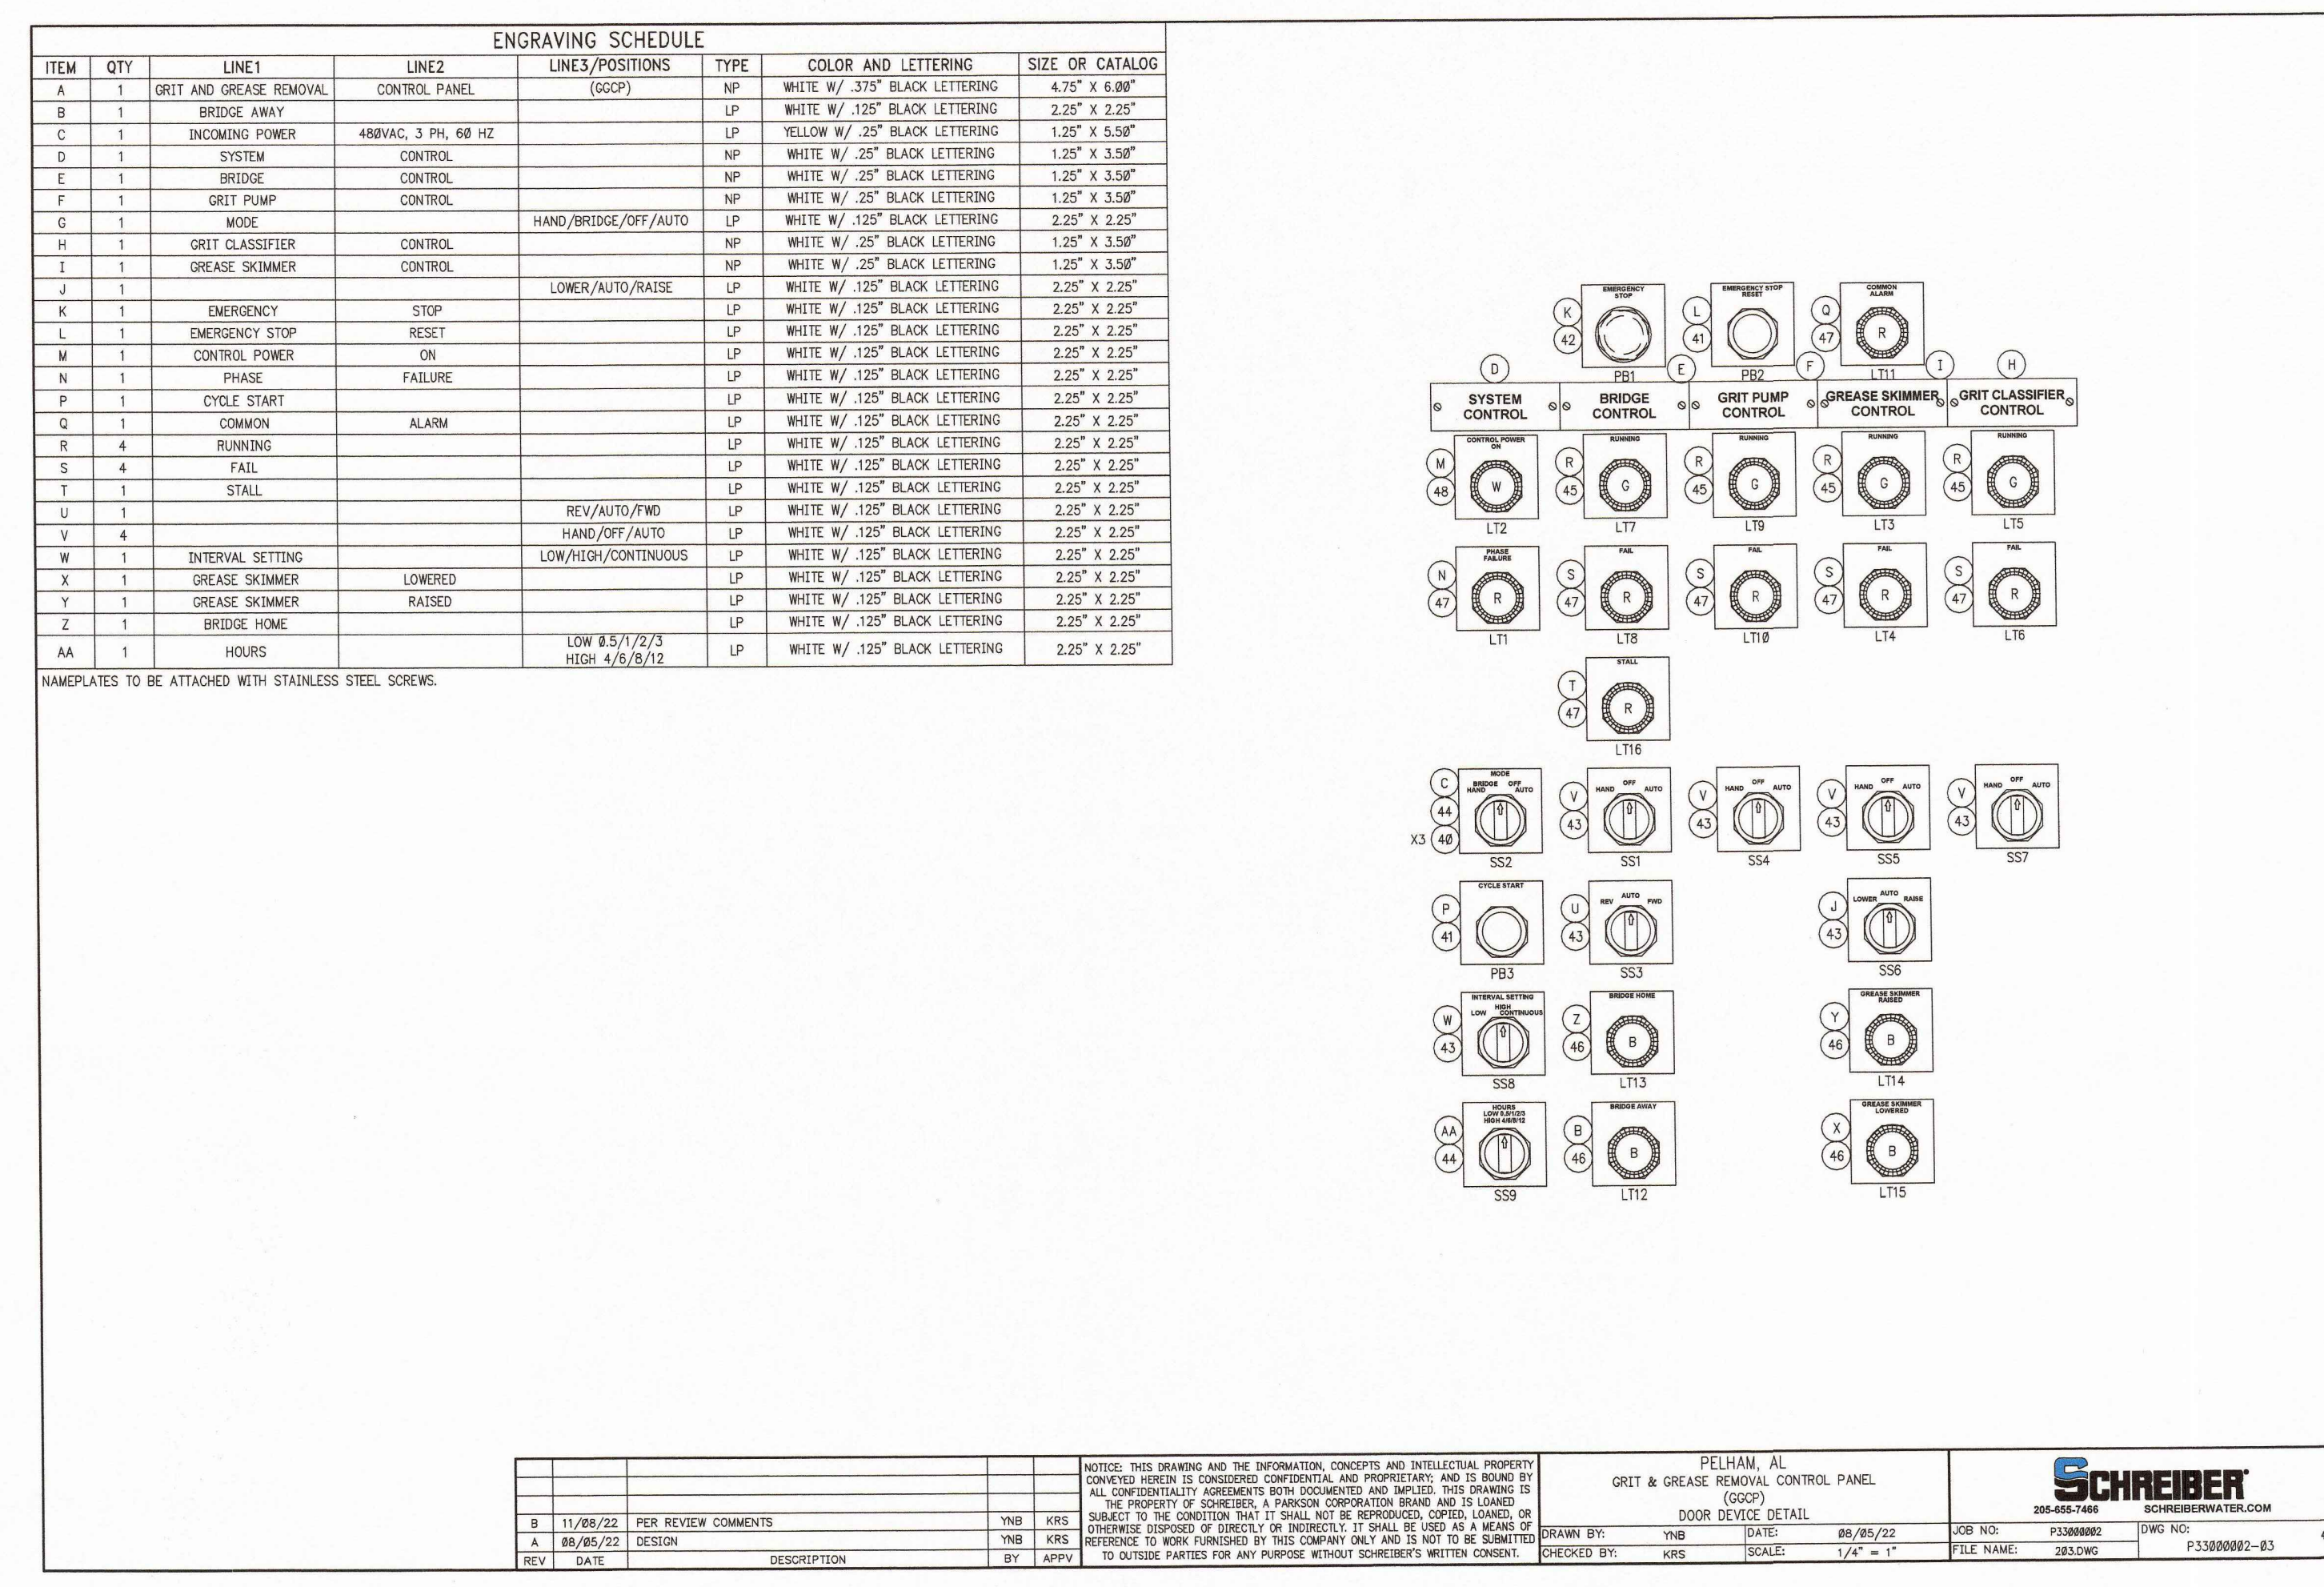 ENGRAVING SCHEDULE
ITEM QTY LINE1 LINE2 LINE3/POSITIONS TYPE COLOR AND LETTERING SIZE OR CATALOG
A 1 GRIT AND GREASE REMOVAL CONTROL PANEL (GGCP) NP WHITE W/ .375" BLACK LETTERING 4.75" X 6.00"
B 1 BRIDGE AWAY LP WHITE W/ .125" BLACK LETTERING 2.25" X 2.25"
C 1 INCOMING POWER 480VAC, 3 PH, 60 HZ LP YELLOW W/ .25" BLACK LETTERING 1.25" X 5.50"
D 1 SYSTEM CONTROL NP WHITE W/ .25" BLACK LETTERING 1.25" X 3.50"
E 1 BRIDGE CONTROL NP WHITE W/ .25" BLACK LETTERING 1.25" X 3.50"
F 1 GRIT PUMP CONTROL NP WHITE W/ .25" BLACK LETTERING 1.25" X 3.50"
G 1 MODE HAND/BRIDGE/OFF/AUTO LP WHITE W/ .125" BLACK LETTERING 2.25" X 2.25"
H 1 GRIT CLASSIFIER CONTROL NP WHITE W/ .25" BLACK LETTERING 1.25" X 3.50"
I 1 GREASE SKIMMER CONTROL NP WHITE W/ .25" BLACK LETTERING 1.25" X 3.50"
J 1 LOWER/AUTO/RAISE LP WHITE W/ .125" BLACK LETTERING 2.25" X 2.25"
K 1 EMERGENCY STOP LP WHITE W/ .125" BLACK LETTERING 2.25" X 2.25"
L 1 EMERGENCY STOP RESET LP WHITE W/ .125" BLACK LETTERING 2.25" X 2.25"
M 1 CONTROL POWER ON LP WHITE W/ .125" BLACK LETTERING 2.25" X 2.25"
N 1 PHASE FAILURE LP WHITE W/ .125" BLACK LETTERING 2.25" X 2.25"
P 1 CYCLE START LP WHITE W/ .125" BLACK LETTERING 2.25" X 2.25"
Q 1 COMMON ALARM LP WHITE W/ .125" BLACK LETTERING 2.25" X 2.25"
R 4 RUNNING LP WHITE W/ .125" BLACK LETTERING 2.25" X 2.25"
S 4 FAIL LP WHITE W/ .125" BLACK LETTERING 2.25" X 2.25"
T 1 STALL LP WHITE W/ .125" BLACK LETTERING 2.25" X 2.25"
U 1 REV/AUTO/FWD LP WHITE W/ .125" BLACK LETTERING 2.25" X 2.25"
V 4 HAND/OFF/AUTO LP WHITE W/ .125" BLACK LETTERING 2.25" X 2.25"
W 1 INTERVAL SETTING LOW/HIGH/CONTINUOUS LP WHITE W/ .125" BLACK LETTERING 2.25" X 2.25"
X 1 GREASE SKIMMER LOWERED LP WHITE W/ .125" BLACK LETTERING 2.25" X 2.25"
Y 1 GREASE SKIMMER RAISED LP WHITE W/ .125" BLACK LETTERING 2.25" X 2.25"
Z 1 BRIDGE HOME LP WHITE W/ .125" BLACK LETTERING 2.25" X 2.25"
LOW 0.5/1/2/3
AA 1 HOURS LP WHITE W/ .125" BLACK LETTERING 2.25" X 2.25"
HIGH 4/6/8/12
NAMEPLATES TO BE ATTACHED WITH STAINLESS STEEL SCREWS.
EMERGENCY EMERGENCY STOP COMMON
STOP RESET ALARM
K L Q
42 41 47 R
PB1 PB2 LT11
D E F I H
SYSTEM BRIDGE GRIT PUMP GREASE SKIMMER GRIT CLASSIFIER
CONTROL CONTROL CONTROL CONTROL CONTROL
CONTROL POWER RUNNING RUNNING RUNNING RUNNING
ON
M R R R R
48 W 45 G 45 G 45 G 45 G
LT2 LT7 LT9 LT3 LT5
PHASE FAIL FAIL FAIL FAIL
FAILURE
N S S S S
47 R 47 R 47 R 47 R 47 R
LT1 LT8 LT10 LT4 LT6
STALL
T
47 R
LT16
MODE
C BRIDGE OFF OFF OFF OFF OFF
HAND AUTO HAND AUTO HAND AUTO HAND AUTO HAND AUTO
V V V V
44 43 43 43 43
X3 40
SS2 SS1 SS4 SS5 SS7
CYCLE START AUTO AUTO
REV FWD LOWER RAISE
P U J
41 43 43
PB3 SS3 SS6
INTERVAL SETTING BRIDGE HOME GREASE SKIMMER
HIGH RAISED
LOW CONTINUOUS
W Z Y
43 46 B 46 B
SS8 LT13 LT14
HOURS BRIDGE AWAY GREASE SKIMMER
LOW 0.5/1/2/3 LOWERED
HIGH 4/6/8/12
AA B X
44 46 B 46 B
SS9 LT12 LT15
B 11/08/22 PER REVIEW COMMENTS YNB KRS
A 08/05/22 DESIGN YNB KRS
REV DATE DESCRIPTION BY APPV
NOTICE: THIS DRAWING AND THE INFORMATION, CONCEPTS AND INTELLECTUAL PROPERTY
CONVEYED HEREIN IS CONSIDERED CONFIDENTIAL AND PROPRIETARY; AND IS BOUND BY
ALL CONFIDENTIALITY AGREEMENTS BOTH DOCUMENTED AND IMPLIED. THIS DRAWING IS
THE PROPERTY OF SCHREIBER, A PARKSON CORPORATION BRAND AND IS LOANED
SUBJECT TO THE CONDITION THAT IT SHALL NOT BE REPRODUCED, COPIED, LOANED, OR
OTHERWISE DISPOSED OF DIRECTLY OR INDIRECTLY. IT SHALL BE USED AS A MEANS OF
REFERENCE TO WORK FURNISHED BY THIS COMPANY ONLY AND IS NOT TO BE SUBMITTED
TO OUTSIDE PARTIES FOR ANY PURPOSE WITHOUT SCHREIBER'S WRITTEN CONSENT.
PELHAM, AL
GRIT & GREASE REMOVAL CONTROL PANEL
(GGCP)
DOOR DEVICE DETAIL
DRAWN BY: YNB DATE: 08/05/22
CHECKED BY: KRS SCALE: 1/4" = 1"
SCHREIBER
205-655-7466 SCHREIBERWATER.COM
JOB NO: P33000002 DWG NO:
FILE NAME: 203.DWG P33000002-03